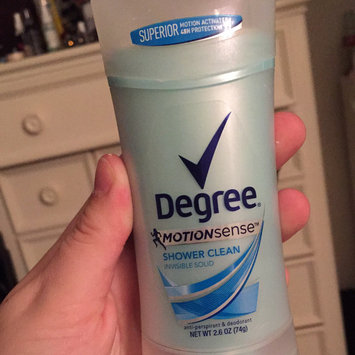 SUPERIOR MOTION ACTIVATED
48H PROTECTION
Degree®
MOTIONSENSE™
SHOWER CLEAN
INVISIBLE SOLID
anti-perspirant & deodorant
NET WT 2.6 OZ (74g)